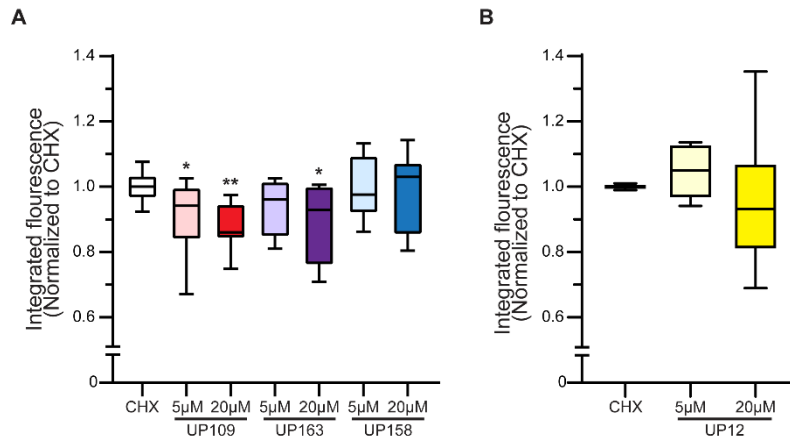 A
Integrated flourescence
(Normalized to CHX)
1.4
1.2
1.0
0.8
0.6
0
* ** *
CHX 5µM 20µM 5µM 20µM 5µM 20µM
UP109 UP163 UP158
B
Integrated flourescence
(Normalized to CHX)
1.4
1.2
1.0
0.8
0.6
0
CHX 5µM 20µM
UP12